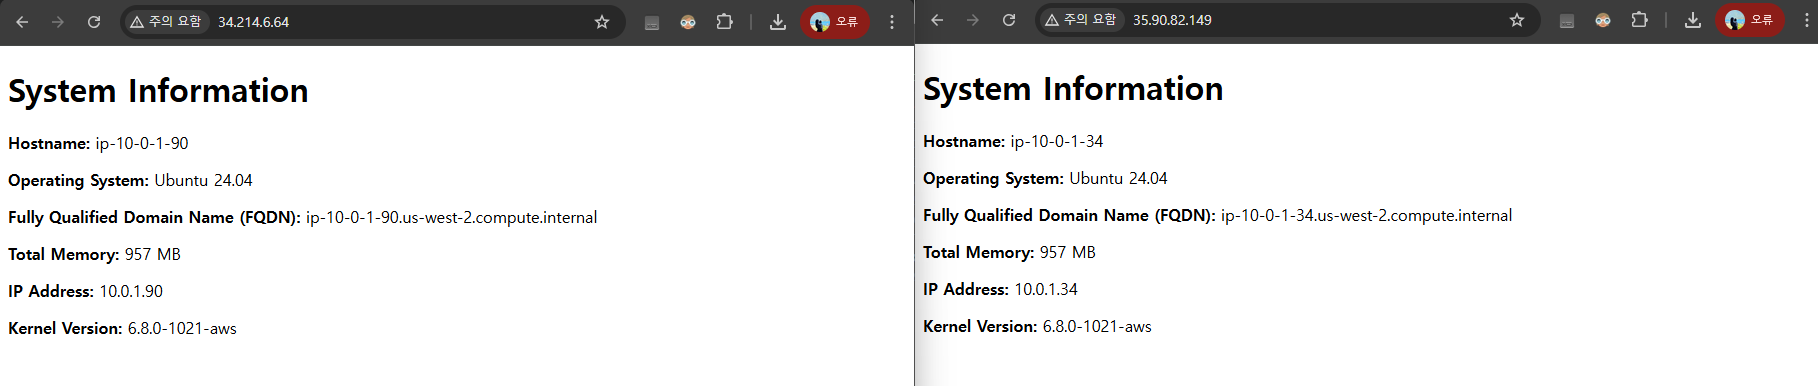 주의 요함 34.214.6.64 오류
System Information
Hostname: ip-10-0-1-90
Operating System: Ubuntu 24.04
Fully Qualified Domain Name (FQDN): ip-10-0-1-90.us-west-2.compute.internal
Total Memory: 957 MB
IP Address: 10.0.1.90
Kernel Version: 6.8.0-1021-aws
주의 요함 35.90.82.149 오류
System Information
Hostname: ip-10-0-1-34
Operating System: Ubuntu 24.04
Fully Qualified Domain Name (FQDN): ip-10-0-1-34.us-west-2.compute.internal
Total Memory: 957 MB
IP Address: 10.0.1.34
Kernel Version: 6.8.0-1021-aws